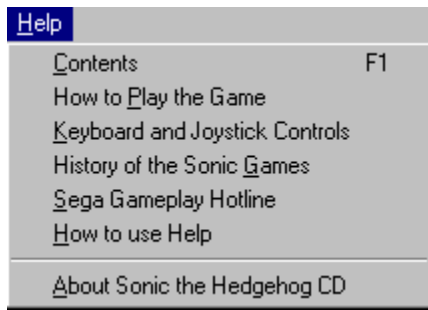 Help
Contents F1
How to Play the Game
Keyboard and Joystick Controls
History of the Sonic Games
Sega Gameplay Hotline
How to use Help
About Sonic the Hedgehog CD